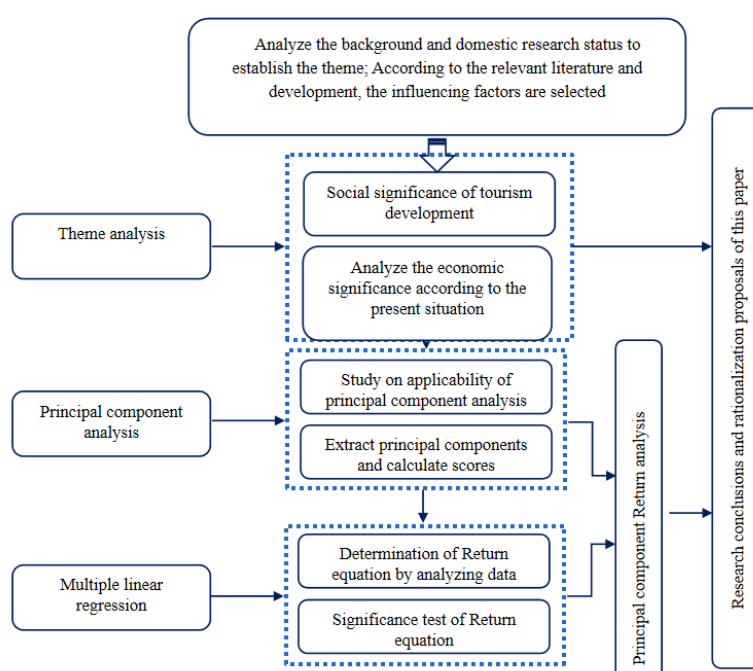 Analyze the background and domestic research status to
establish the theme; According to the relevant literature and
development, the influencing factors are selected
Social significance of tourism
development
Theme analysis
Analyze the economic
significance according to the
present situation
Study on applicability of
principal component analysis
Principal component
analysis
Extract principal components
and calculate scores
Determination of Return
equation by analyzing data
Multiple linear
regression
Significance test of Return
equation
Principal component Return analysis
Research conclusions and rationalization proposals of this paper